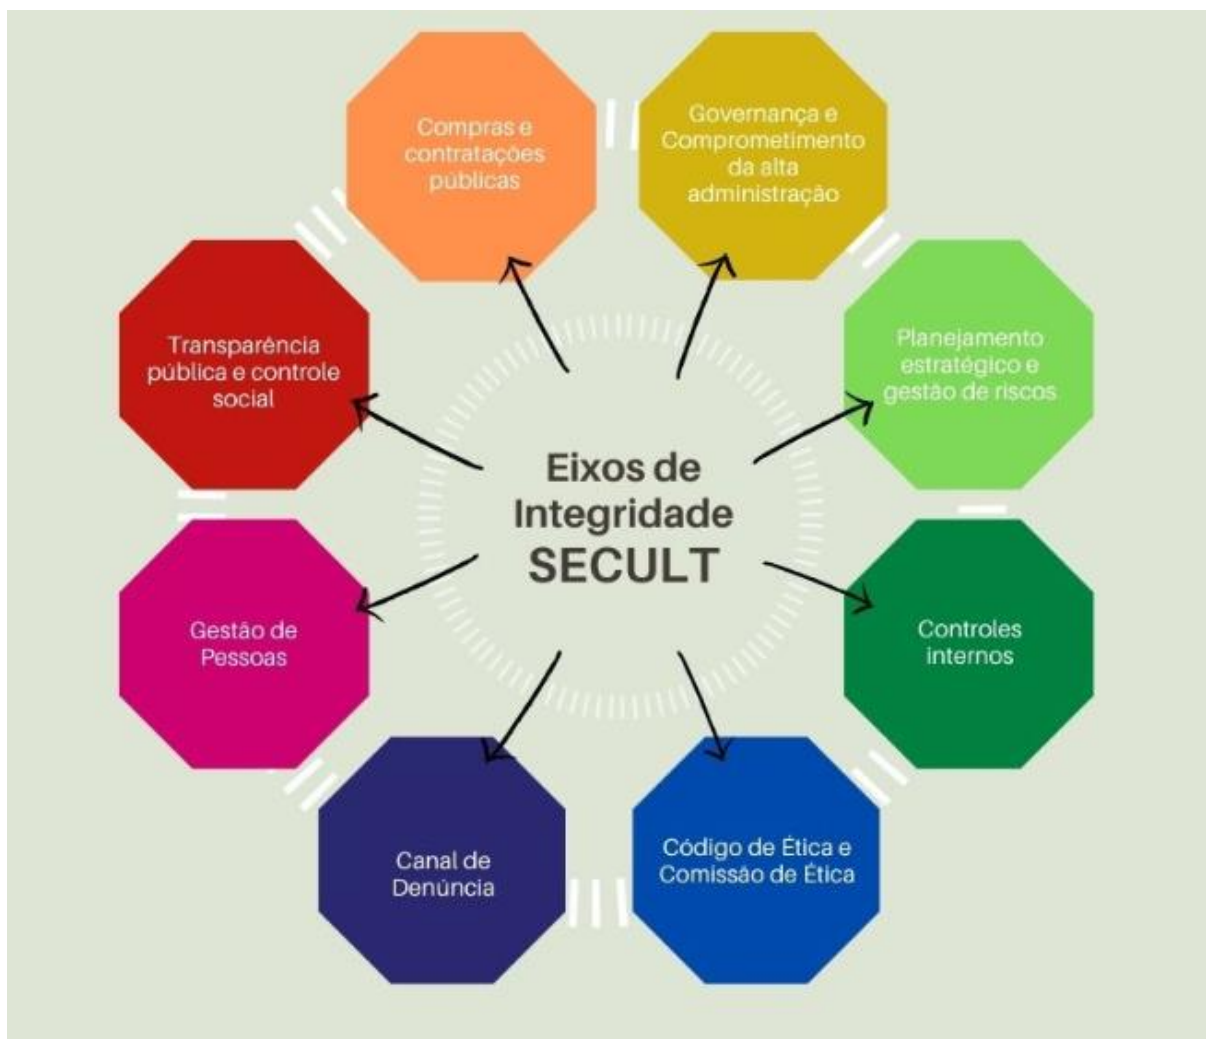 Compras e
contratações
públicas
Governança e
Comprometimento
da alta
administração
Transparência
pública e controle
social
Planejamento
estratégico e
gestão de riscos
Eixos de
Integridade
SECULT
Gestão de
Pessoas
Controles
internos
Canal de
Denúncia
Código de Ética e
Comissão de Ética